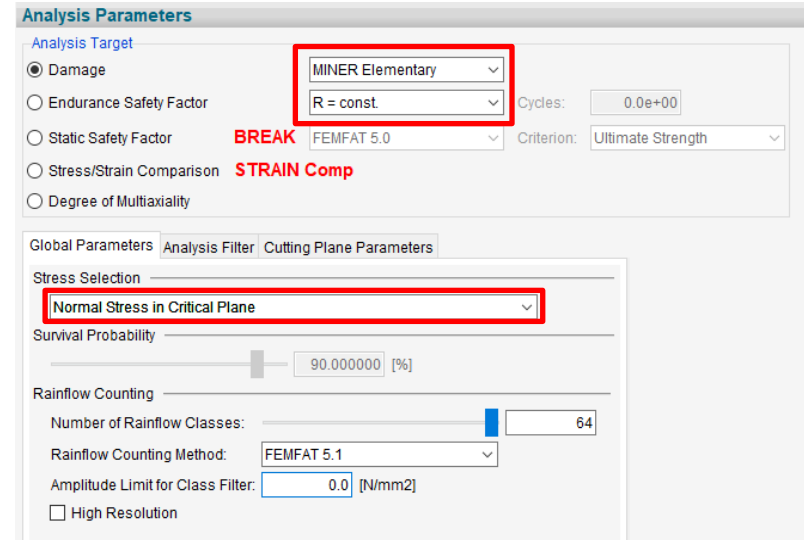 Analysis Parameters
Analysis Target
Damage MINER Elementary
Endurance Safety Factor R = const. Cycles: 0.0e+00
Static Safety Factor BREAK FEMFAT 5.0 Criterion: Ultimate Strength
Stress/Strain Comparison STRAIN Comp
Degree of Multiaxiality
Global Parameters Analysis Filter Cutting Plane Parameters
Stress Selection
Normal Stress in Critical Plane
Survival Probability
90.000000 [%]
Rainflow Counting
Number of Rainflow Classes: 64
Rainflow Counting Method: FEMFAT 5.1
Amplitude Limit for Class Filter: 0.0 [N/mm2]
High Resolution